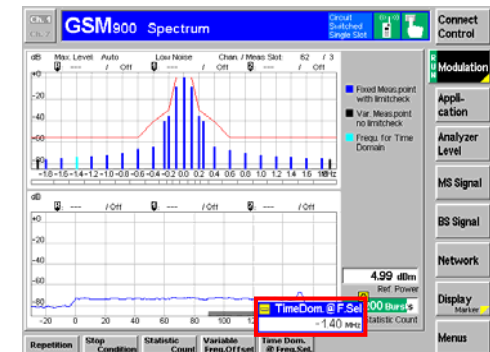 Ch. 1
Ch. 2
GSM900 Spectrum
Circuit
Switched
Single Slot
Connect
Control
dB Max. Level Auto Low Noise Chan. / Meas. Slot: 62 / 3
--- / Off --- / Off ---
+0
-20
-40
-60
-80
-1.8 -1.6 -1.4 -1.2 -1.0 -0.8 -0.6 -0.4 -0.2 0.0 0.2 0.4 0.6 0.8 1.0 1.2 1.4 1.6 MHz
Fixed Meas.point
with limitcheck
Var. Meas.point
no limitcheck
Frequ. for Time
Domain
dB --- / Off --- / Off ---
+0
-20
-40
-60
-80
-20 0 20 40 60 80 100
4.99 dBm
Ref. Power
200 Bursts
Statistic Count
TimeDom. @ F.Sel
-1.40 MHz
Repetition
Stop
Condition
Statistic
Count
Variable
Freq.Offset
Time Dom.
@ Freq.Sel.
RUN
Modulation
Appli-
cation
Analyzer
Level
MS Signal
BS Signal
Network
Display
Marker
Menus